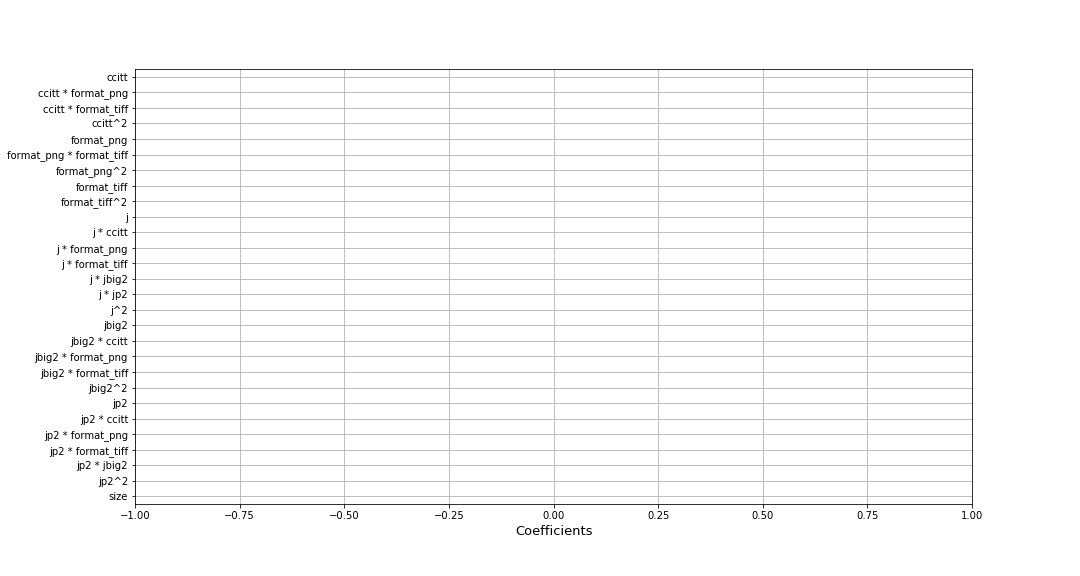 ccitt
ccitt * format_png
ccitt * format_tiff
ccitt^2
format_png
format_png * format_tiff
format_png^2
format_tiff
format_tiff^2
j
j * ccitt
j * format_png
j * format_tiff
j * jbig2
j * jp2
j^2
jbig2
jbig2 * ccitt
jbig2 * format_png
jbig2 * format_tiff
jbig2^2
jp2
jp2 * ccitt
jp2 * format_png
jp2 * format_tiff
jp2 * jbig2
jp2^2
size
−1.00 −0.75 −0.50 −0.25 0.00 0.25 0.50 0.75 1.00
Coefficients